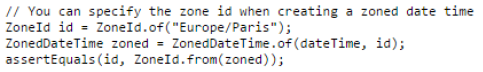 // You can specify the zone id when creating a zoned date time
ZoneId id = ZoneId.of("Europe/Paris");
ZonedDateTime zoned = ZonedDateTime.of(dateTime, id);
assertEquals(id, ZoneId.from(zoned));